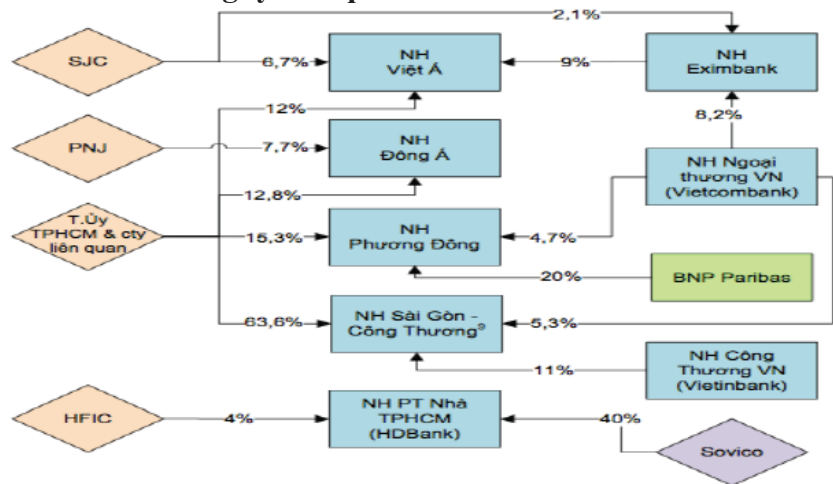 2,1%
SJC
6,7%
NH
Việt Á
9%
NH
Eximbank
12%
8,2%
PNJ
7,7%
NH
Đông Á
NH Ngoại
thương VN
(Vietcombank)
12,8%
T.Ủy
TPHCM & cty
liên quan
15,3%
NH
Phương Đông
4,7%
20%
BNP Paribas
63,6%
NH Sài Gòn -
Công Thương⁹
5,3%
11%
NH Công
Thương VN
(Vietinbank)
HFIC
4%
NH PT Nhà
TPHCM
(HDBank)
40%
Sovico